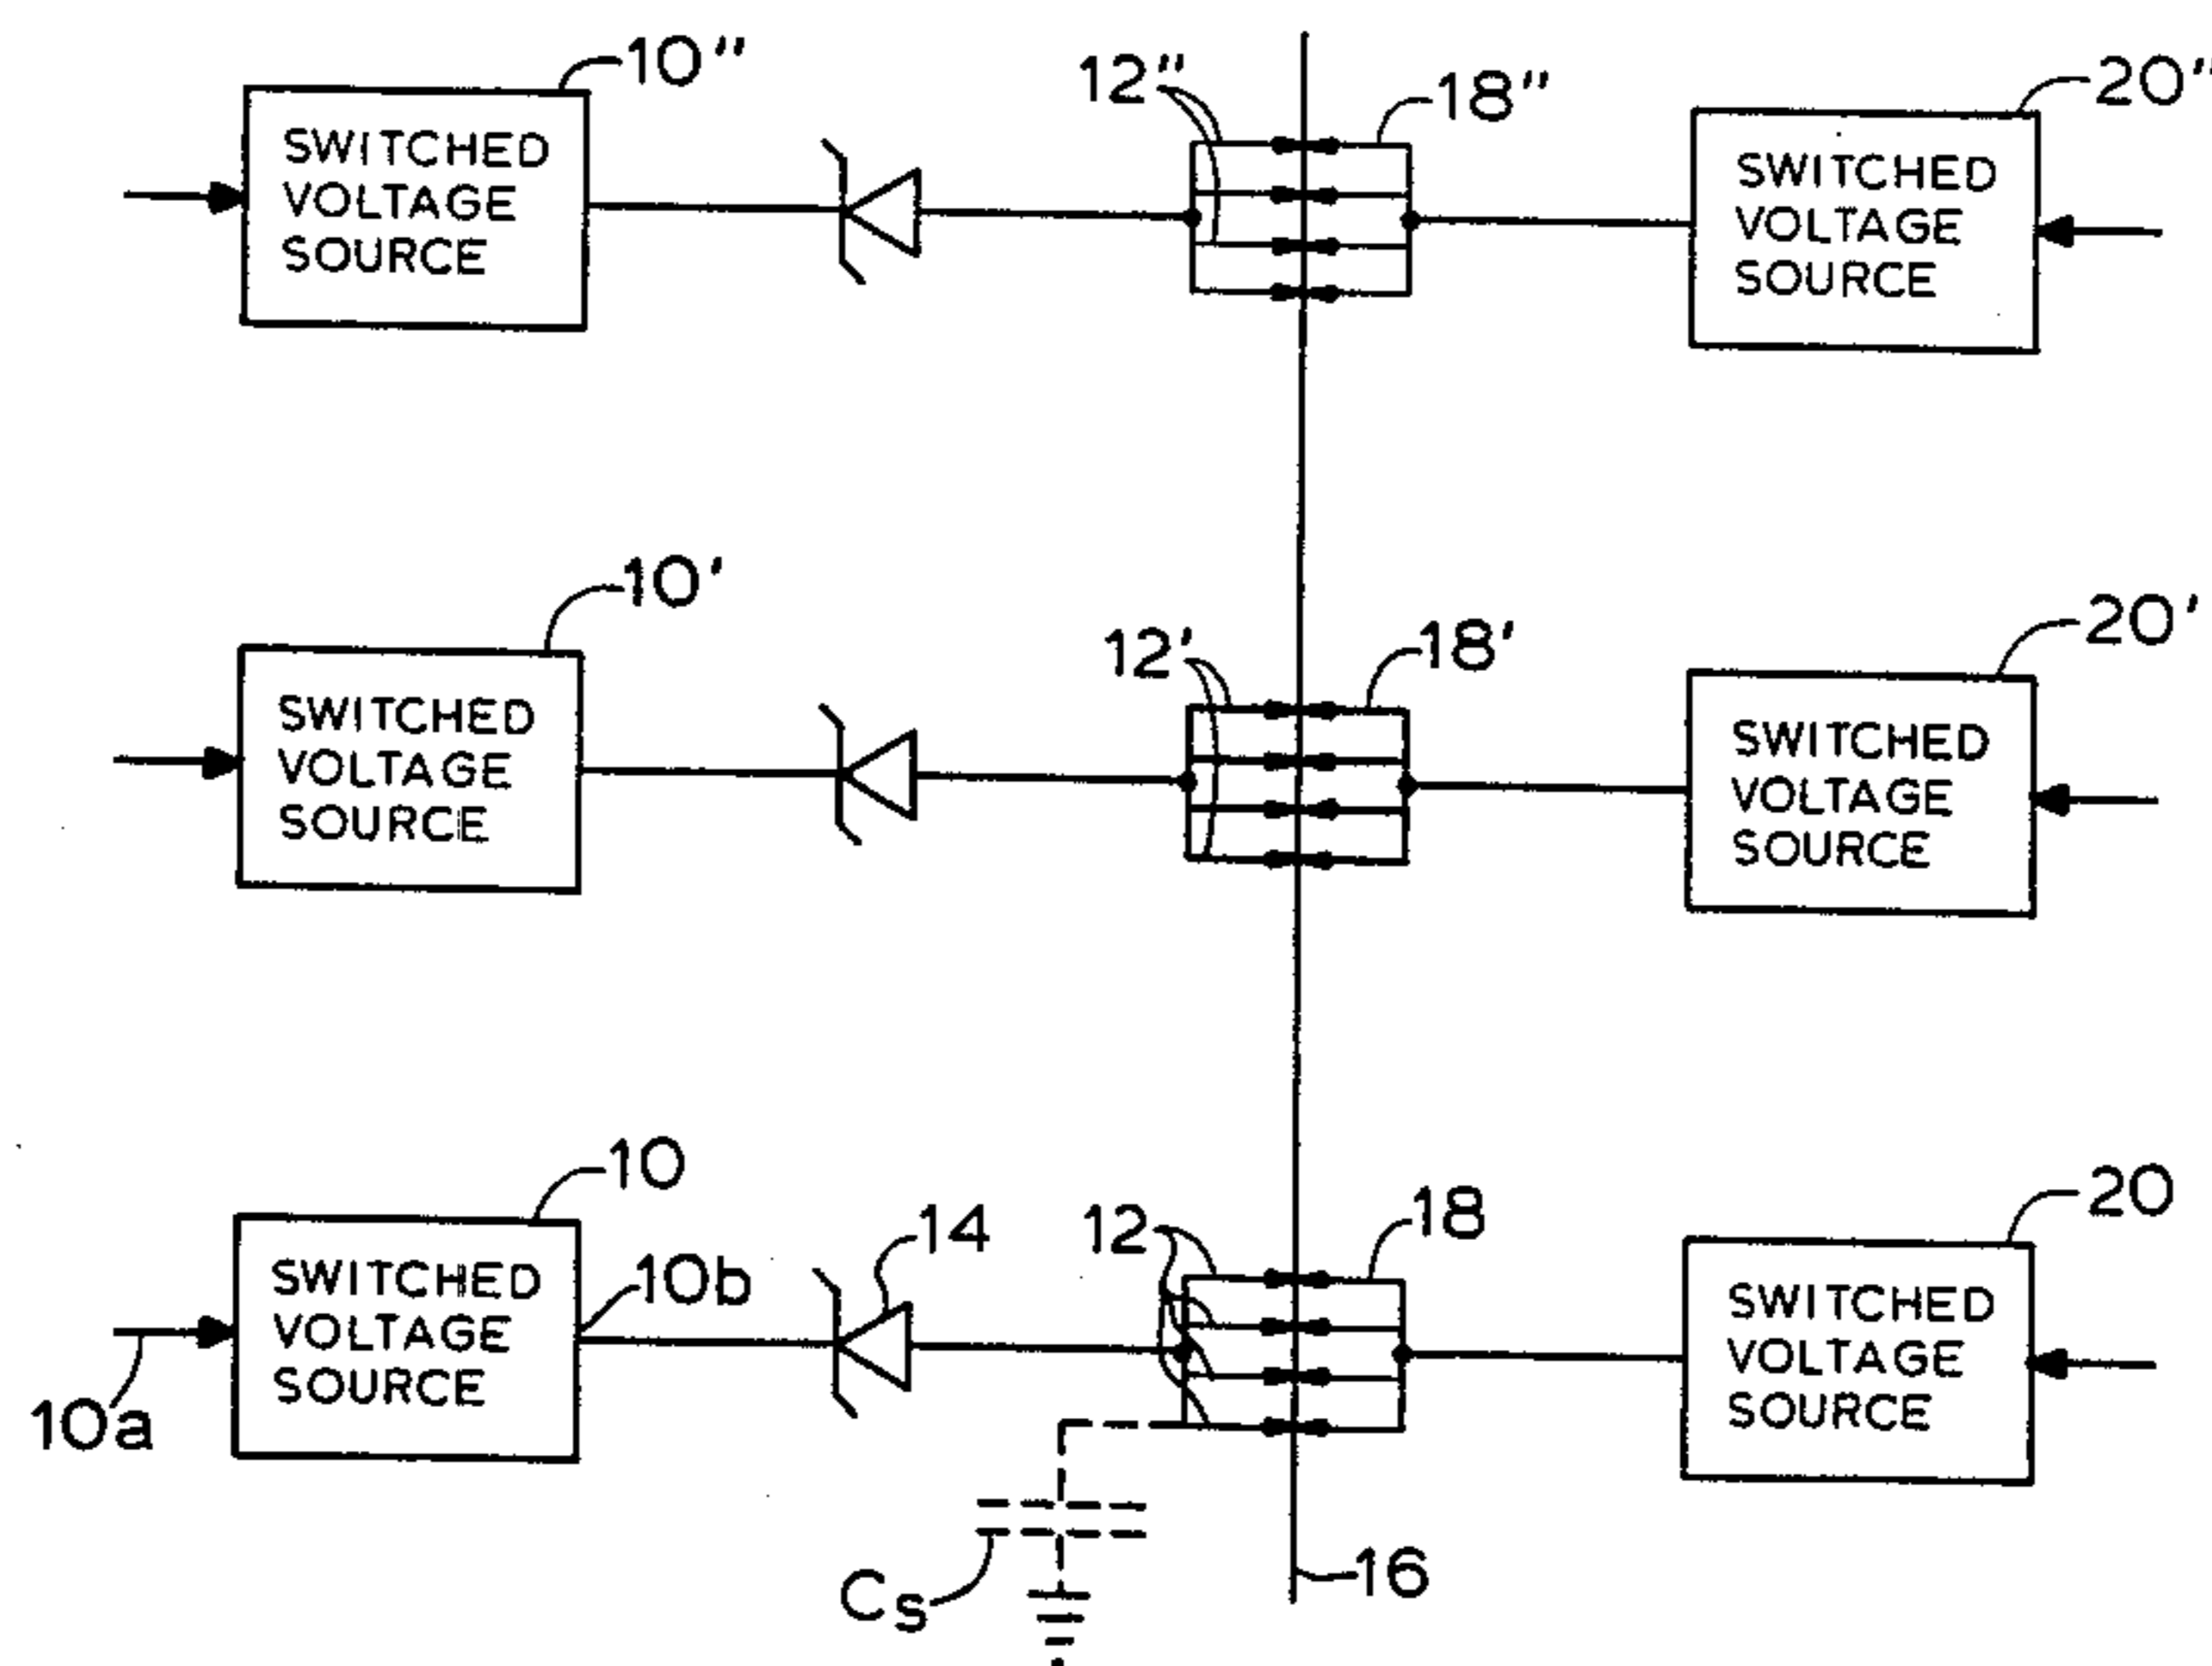 10"
12"
18"
20"
SWITCHED
VOLTAGE
SOURCE
SWITCHED
VOLTAGE
SOURCE
10'
12'
18'
20'
SWITCHED
VOLTAGE
SOURCE
SWITCHED
VOLTAGE
SOURCE
10
14
12
18
20
SWITCHED
VOLTAGE
SOURCE
10b
SWITCHED
VOLTAGE
SOURCE
10a
Cs
16